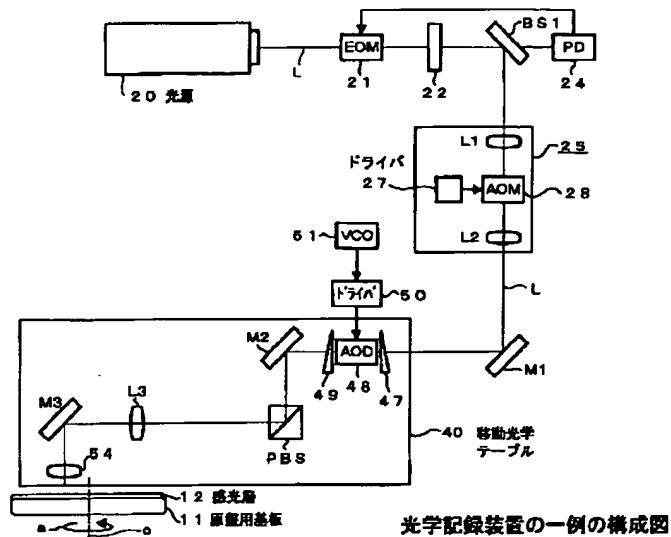 BS1
EOM
PD
L
20 光源
21
22
24
L1
25
ドライバ
27
AOM
28
L2
51
VCO
L
ドライバ
50
M2
AOD
M1
49
48
47
M3
L3
PBS
40 移動光学
テーブル
54
12 感光層
11 原盤用基板
a
o
光学記録装置の一例の構成図